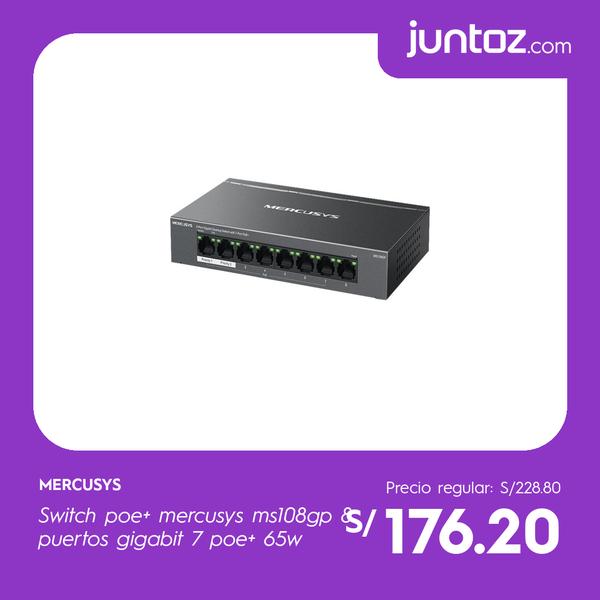 juntoz.com
MERCUSYS
MERCUSYS
MERCUSYS
Precio regular: S/228.80
Switch poe+ mercusys ms108gp 8
puertos gigabit 7 poe+ 65w
S/ 176.20